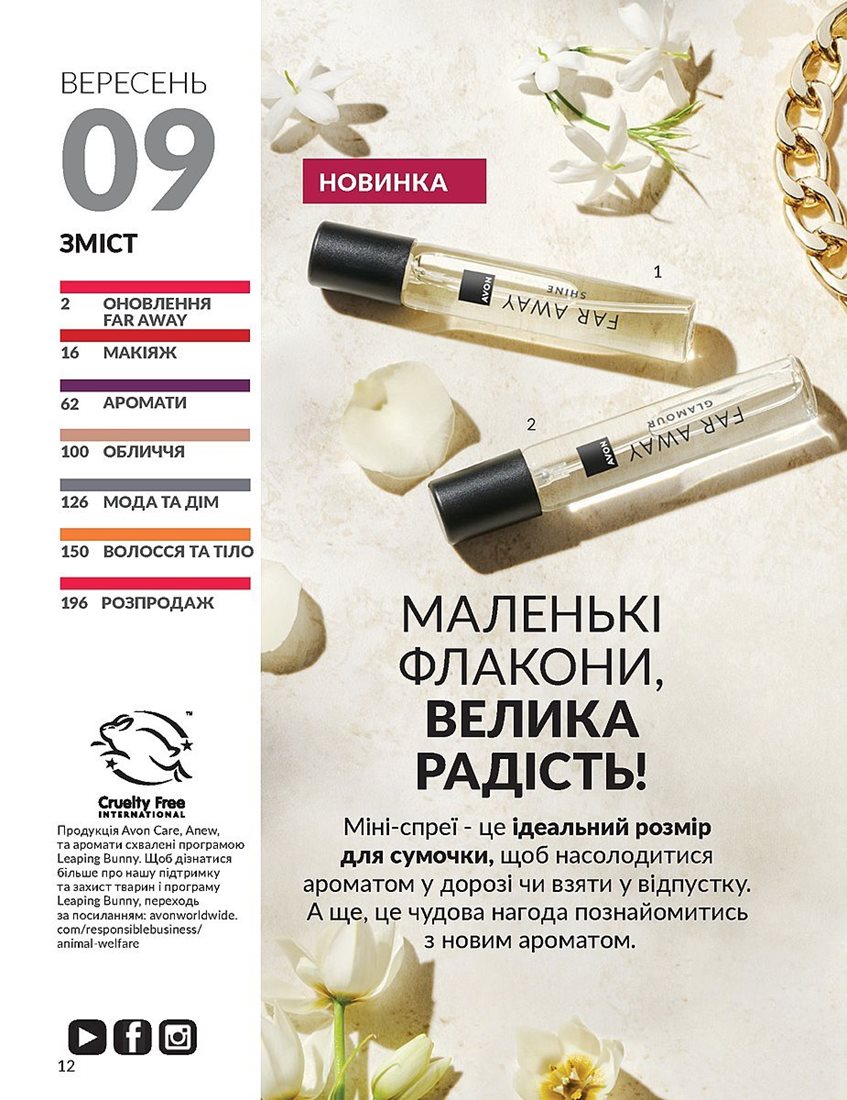 ВЕРЕСЕНЬ
09
ЗМІСТ
2 ОНОВЛЕННЯ
FAR AWAY
16 МАКІЯЖ
62 АРОМАТИ
100 ОБЛИЧЧЯ
126 МОДА ТА ДІМ
150 ВОЛОССЯ ТА ТІЛО
196 РОЗПРОДАЖ
TM
Cruelty Free
INTERNATIONAL
Продукція Avon Care, Anew,
та аромати схвалені програмою
Leaping Bunny. Щоб дізнатися
більше про нашу підтримку
та захист тварин і програму
Leaping Bunny, переходь
за посиланням: avonworldwide.
com/responsiblebusiness/
animal-welfare
12
НОВИНКА
1
AVON
FAR AWAY
SHINE
2
AVON
FAR AWAY
GLAMOUR
МАЛЕНЬКІ
ФЛАКОНИ,
ВЕЛИКА
РАДІСТЬ!
Міні-спреї - це ідеальний розмір
для сумочки, щоб насолодитися
ароматом у дорозі чи взяти у відпустку.
А ще, це чудова нагода познайомитись
з новим ароматом.